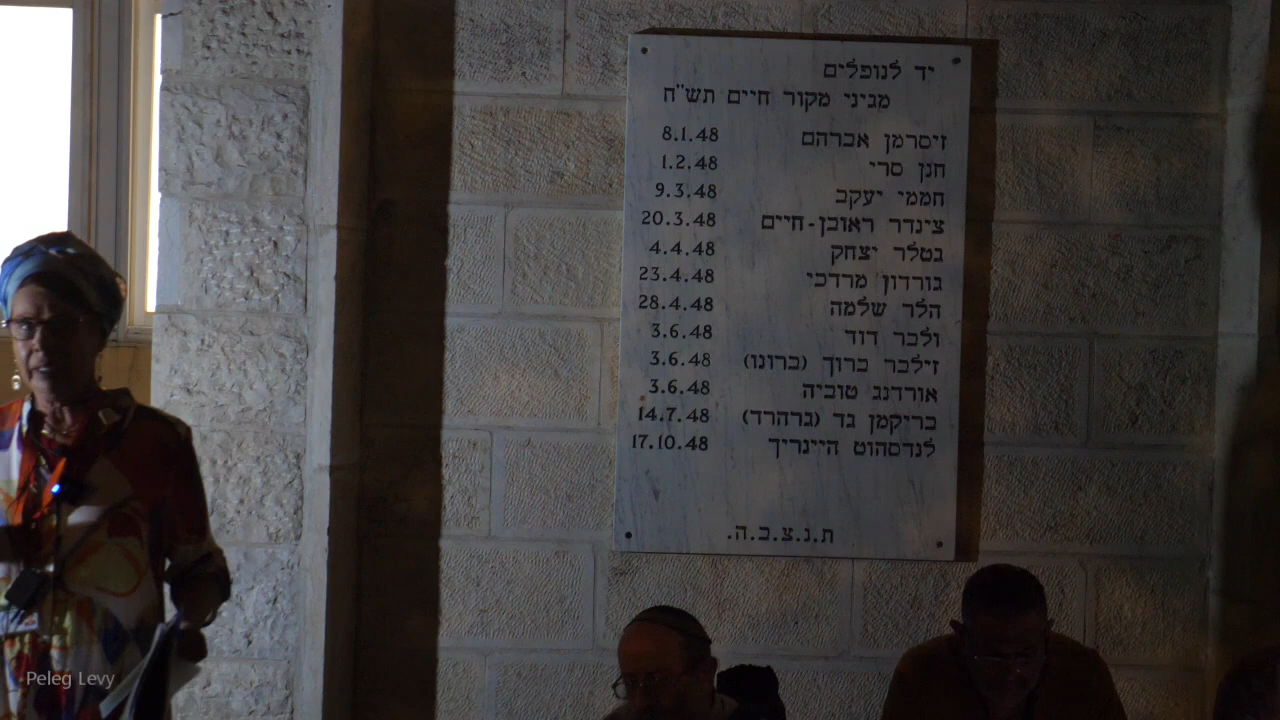 יד לנופלים
מגיני מקור חיים תש"ח
זיסרמן אברהם 8.1.48
חנן סרי 1.2.48
חממי יעקב 9.3.48
צינדר ראובן-חיים 20.3.48
בטלר יצחק 4.4.48
גורדון מרדכי 23.4.48
הלר שלמה 28.4.48
ולבר דוד 3.6.48
זילבר ברוך (ברונו) 3.6.48
אורדנג טוביה 3.6.48
בריקמן גד (גרהרד) 14.7.48
לנדסהוט היינריך 17.10.48
ת.נ.צ.ב.ה.
Peleg Levy